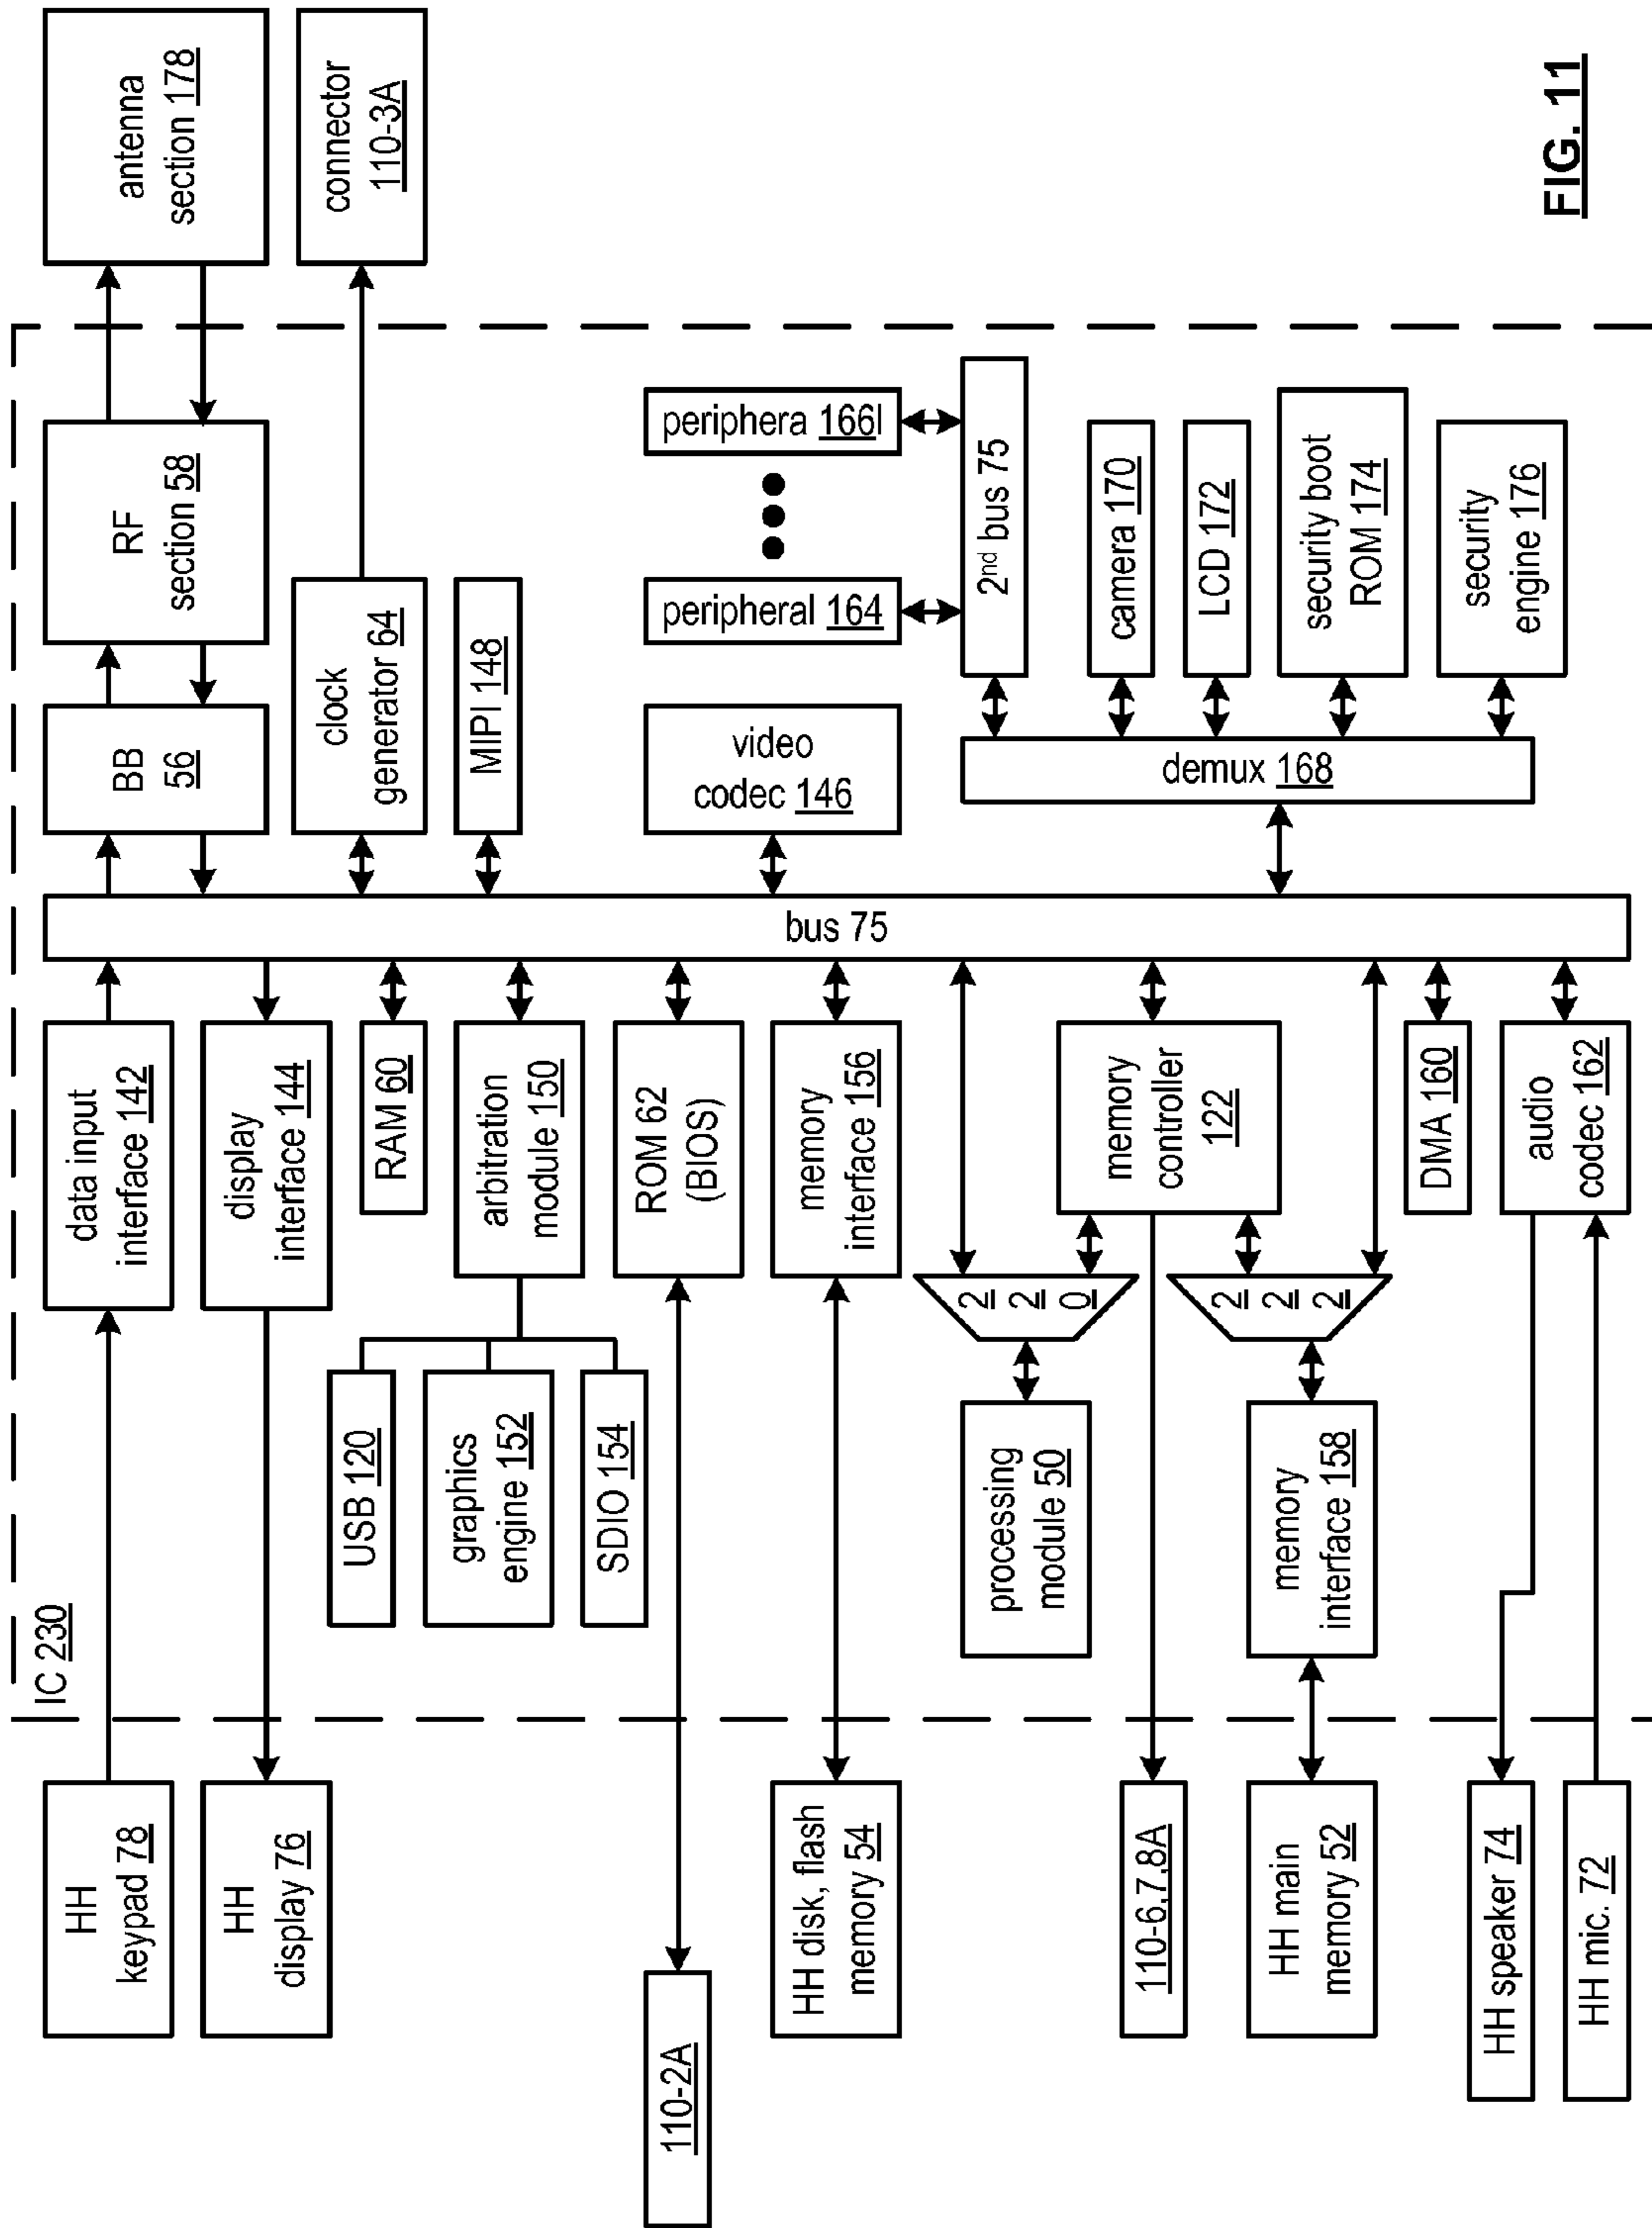 IC 230
HH
keypad 78
data input
interface 142
BB
56
RF
section 58
antenna
section 178
HH
display 76
display
interface 144
clock
generator 64
connector
110-3A
USB 120
RAM 60
MIPI 148
graphics
engine 152
arbitration
module 150
SDIO 154
110-2A
ROM 62
(BIOS)
video
codec 146
peripheral 164
periphera 166l
HH disk, flash
memory 54
memory
interface 156
bus 75
2nd bus 75
processing
module 50
220
memory
controller
122
demux 168
camera 170
110-6,7,8A
LCD 172
HH main
memory 52
memory
interface 158
222
security boot
ROM 174
DMA 160
security
engine 176
HH speaker 74
audio
codec 162
HH mic. 72
FIG. 11